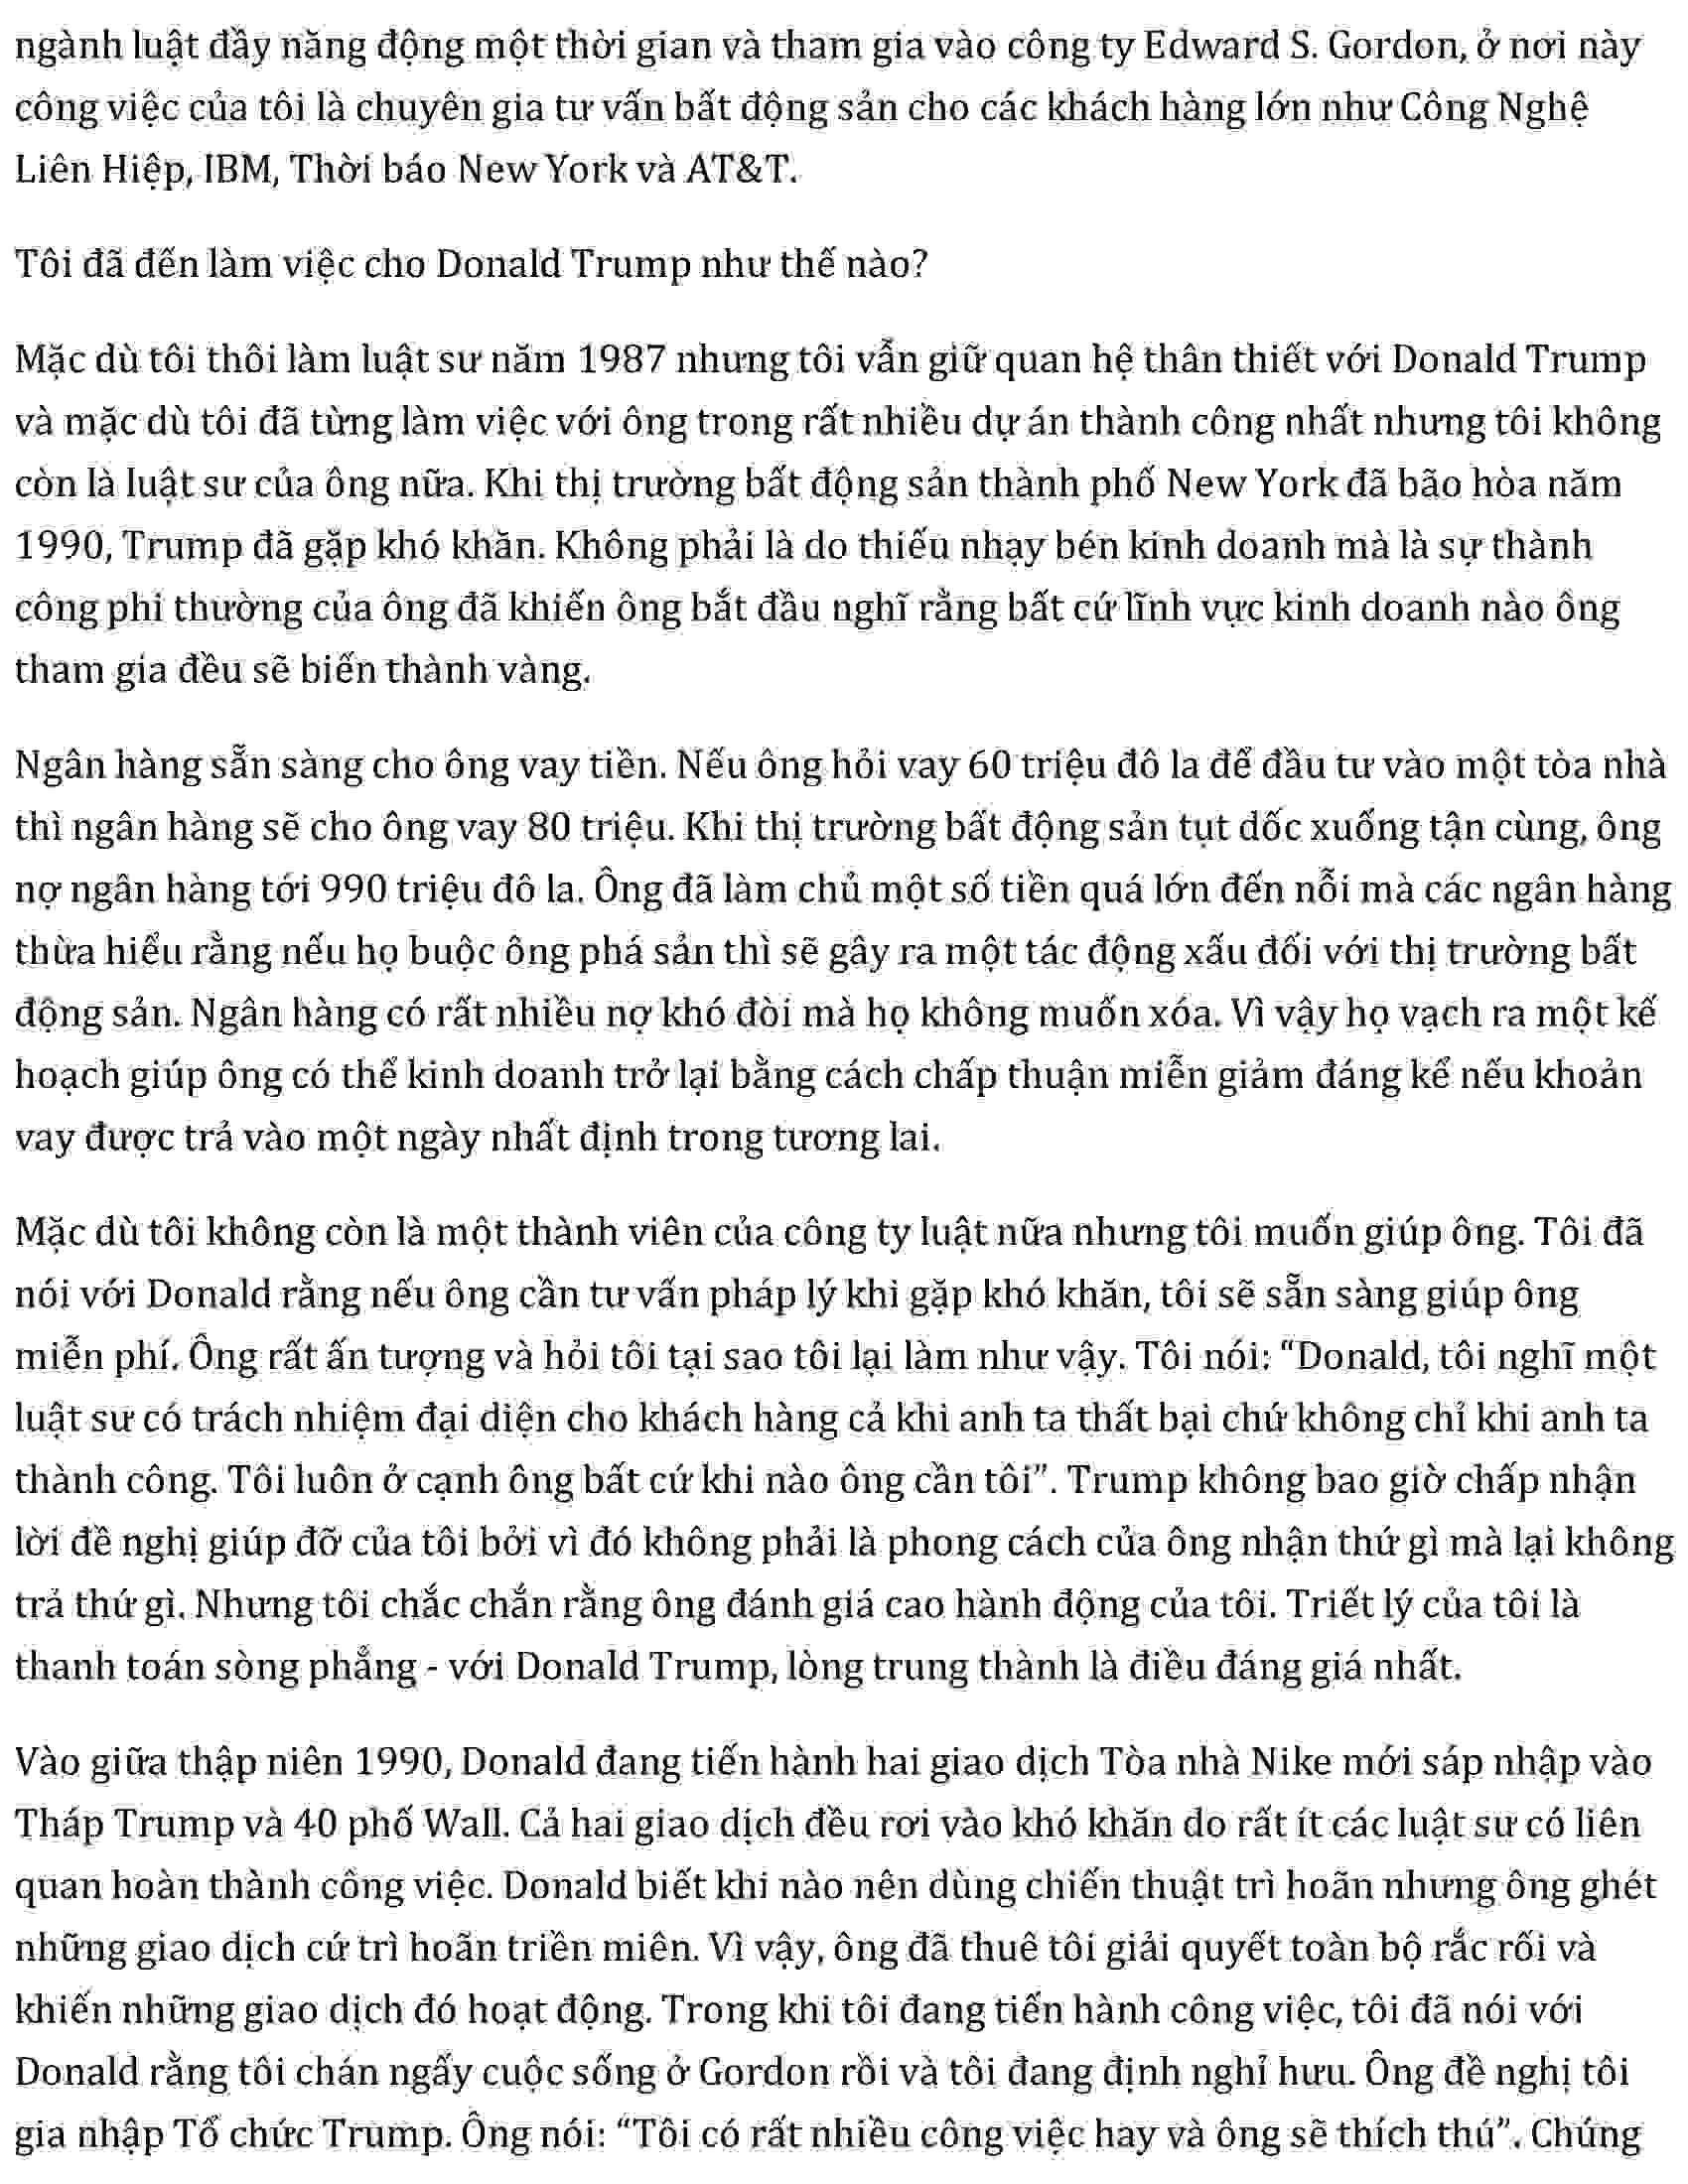 ngành luật đầy năng động một thời gian và tham gia vào công ty Edward S. Gordon, ở nơi này
công việc của tôi là chuyên gia tư vấn bất động sản cho các khách hàng lớn như Công Nghệ
Liên Hiệp, IBM, Thời báo New York và AT&T.
Tôi đã đến làm việc cho Donald Trump như thế nào?
Mặc dù tôi thôi làm luật sư năm 1987 nhưng tôi vẫn giữ quan hệ thân thiết với Donald Trump
và mặc dù tôi đã từng làm việc với ông trong rất nhiều dự án thành công nhất nhưng tôi không
còn là luật sư của ông nữa. Khi thị trường bất động sản thành phố New York đã bão hòa năm
1990, Trump đã gặp khó khăn. Không phải là do thiếu nhạy bén kinh doanh mà là sự thành
công phi thường của ông đã khiến ông bắt đầu nghĩ rằng bất cứ lĩnh vực kinh doanh nào ông
tham gia đều sẽ biến thành vàng.
Ngân hàng sẵn sàng cho ông vay tiền. Nếu ông hỏi vay 60 triệu đô la để đầu tư vào một tòa nhà
thì ngân hàng sẽ cho ông vay 80 triệu. Khi thị trường bất động sản tụt dốc xuống tận cùng, ông
nợ ngân hàng tới 990 triệu đô la. Ông đã làm chủ một số tiền quá lớn đến nỗi mà các ngân hàng
thừa hiểu rằng nếu họ buộc ông phá sản thì sẽ gây ra một tác động xấu đối với thị trường bất
động sản. Ngân hàng có rất nhiều nợ khó đòi mà họ không muốn xóa. Vì vậy họ vạch ra một kế
hoạch giúp ông có thể kinh doanh trở lại bằng cách chấp thuận miễn giảm đáng kể nếu khoản
vay được trả vào một ngày nhất định trong tương lai.
Mặc dù tôi không còn là một thành viên của công ty luật nữa nhưng tôi muốn giúp ông. Tôi đã
nói với Donald rằng nếu ông cần tư vấn pháp lý khi gặp khó khăn, tôi sẽ sẵn sàng giúp ông
miễn phí. Ông rất ấn tượng và hỏi tôi tại sao tôi lại làm như vậy. Tôi nói: “Donald, tôi nghĩ một
luật sư có trách nhiệm đại diện cho khách hàng cả khi anh ta thất bại chứ không chỉ khi anh ta
thành công. Tôi luôn ở cạnh ông bất cứ khi nào ông cần tôi”. Trump không bao giờ chấp nhận
lời đề nghị giúp đỡ của tôi bởi vì đó không phải là phong cách của ông nhận thứ gì mà lại không
trả thứ gì. Nhưng tôi chắc chắn rằng ông đánh giá cao hành động của tôi. Triết lý của tôi là
thanh toán sòng phẳng - với Donald Trump, lòng trung thành là điều đáng giá nhất.
Vào giữa thập niên 1990, Donald đang tiến hành hai giao dịch Tòa nhà Nike mới sáp nhập vào
Tháp Trump và 40 phố Wall. Cả hai giao dịch đều rơi vào khó khăn do rất ít các luật sư có liên
quan hoàn thành công việc. Donald biết khi nào nên dùng chiến thuật trì hoãn nhưng ông ghét
những giao dịch cứ trì hoãn triền miên. Vì vậy, ông đã thuê tôi giải quyết toàn bộ rắc rối và
khiến những giao dịch đó hoạt động. Trong khi tôi đang tiến hành công việc, tôi đã nói với
Donald rằng tôi chán ngấy cuộc sống ở Gordon rồi và tôi đang định nghỉ hưu. Ông đề nghị tôi
gia nhập Tổ chức Trump. Ông nói: “Tôi có rất nhiều công việc hay và ông sẽ thích thú”. Chúng